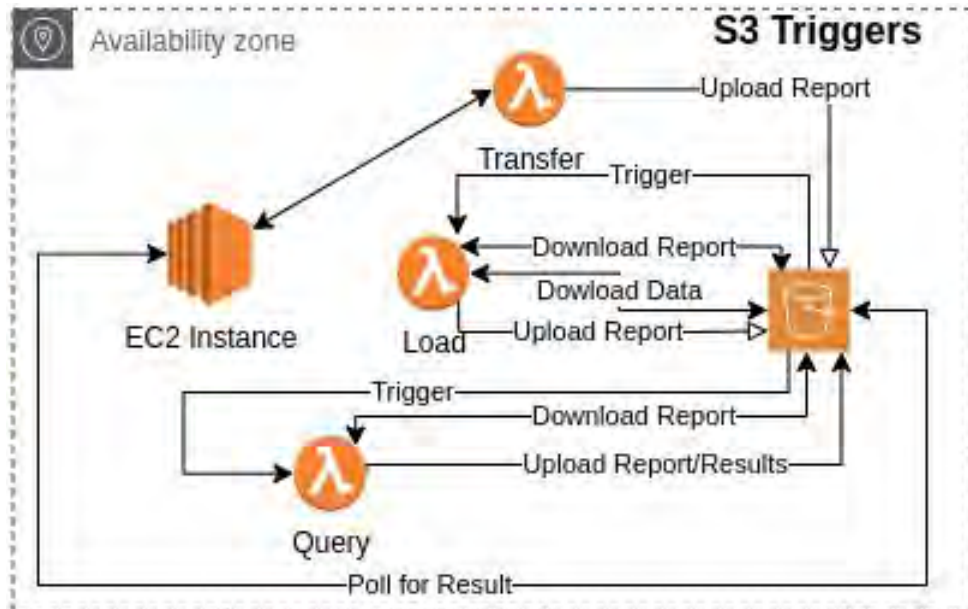 Availability zone
S3 Triggers
Upload Report
Transfer
Trigger
Download Report
Dowload Data
EC2 Instance
Load
Upload Report
Trigger
Download Report
Upload Report/Results
Query
Poll for Result